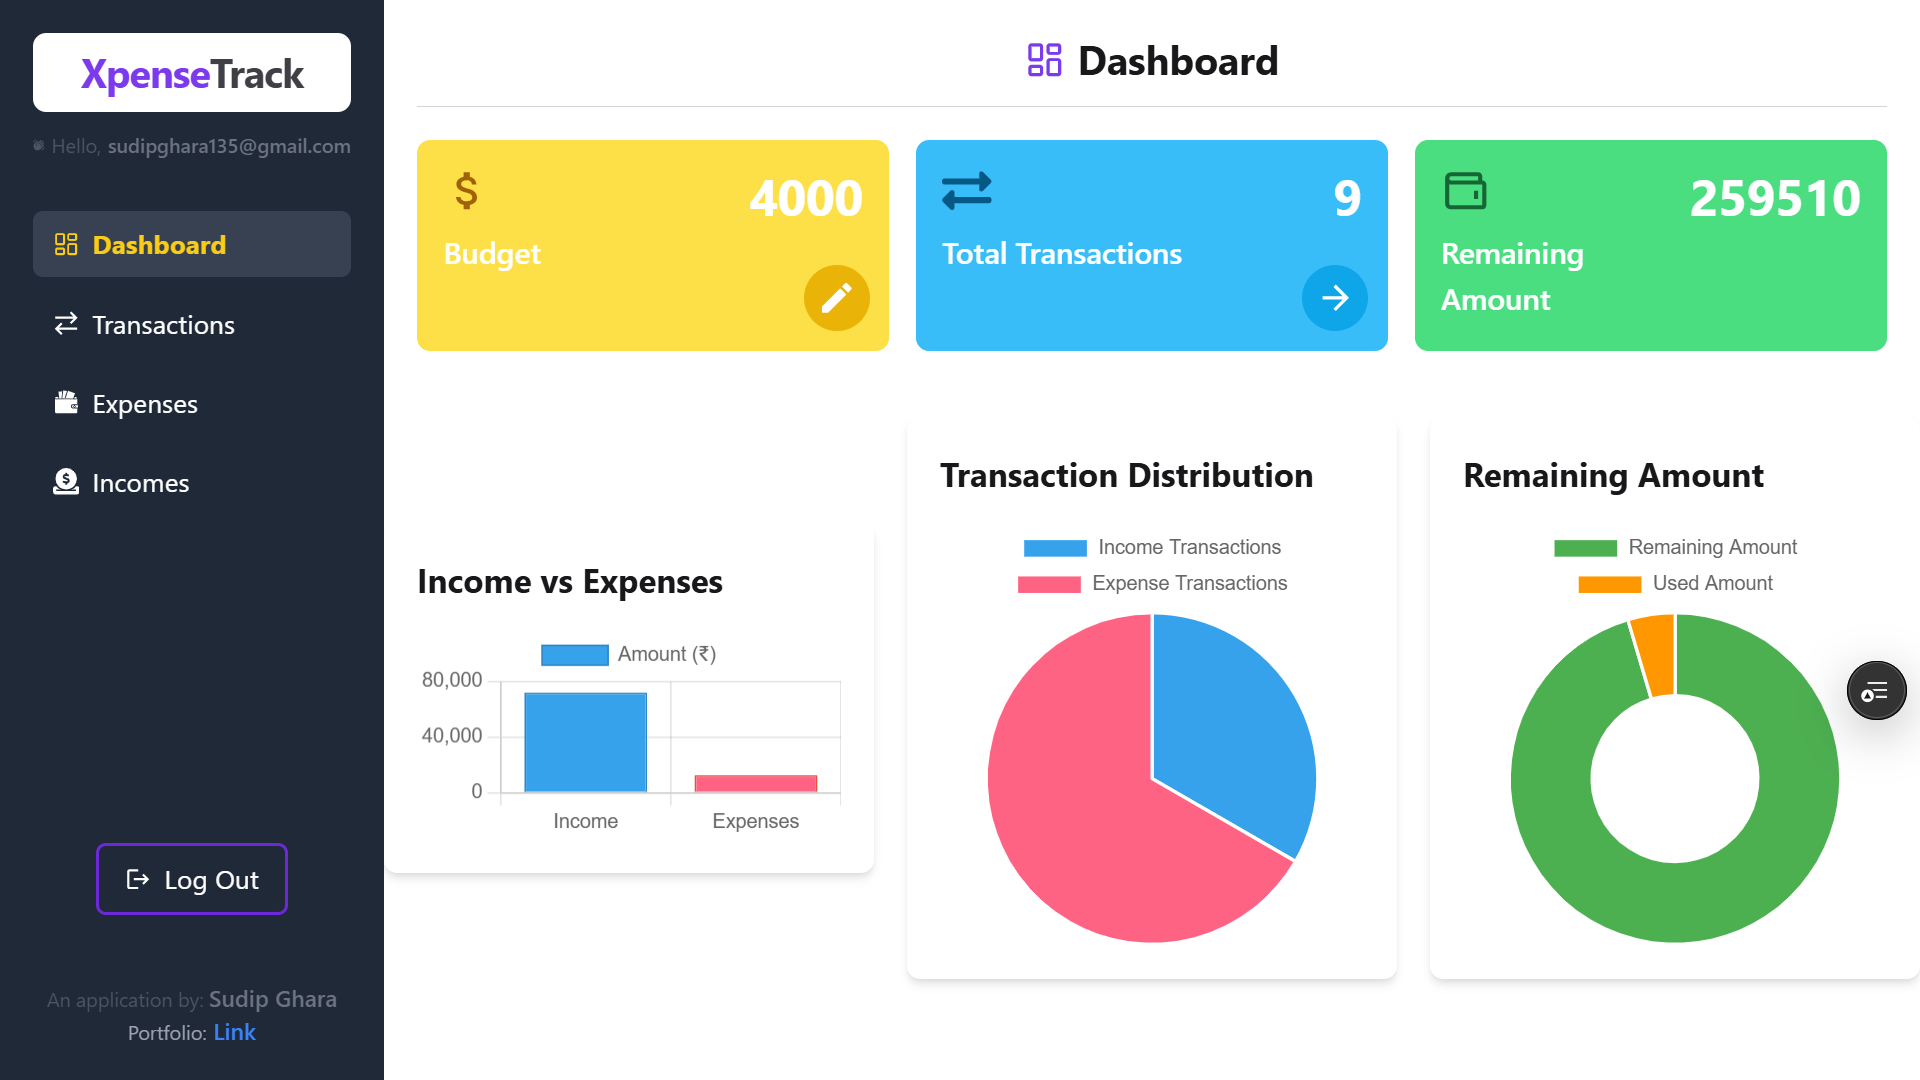 XpenseTrack
Hello, sudipghara135@gmail.com
Dashboard
Transactions
Expenses
Incomes
Log Out
An application by: Sudip Ghara
Portfolio: Link
Dashboard
4000
Budget
9
Total Transactions
259510
Remaining
Amount
Income vs Expenses
Amount (₹)
80,000
40,000
0
Income
Expenses
Transaction Distribution
Income Transactions
Expense Transactions
Remaining Amount
Remaining Amount
Used Amount